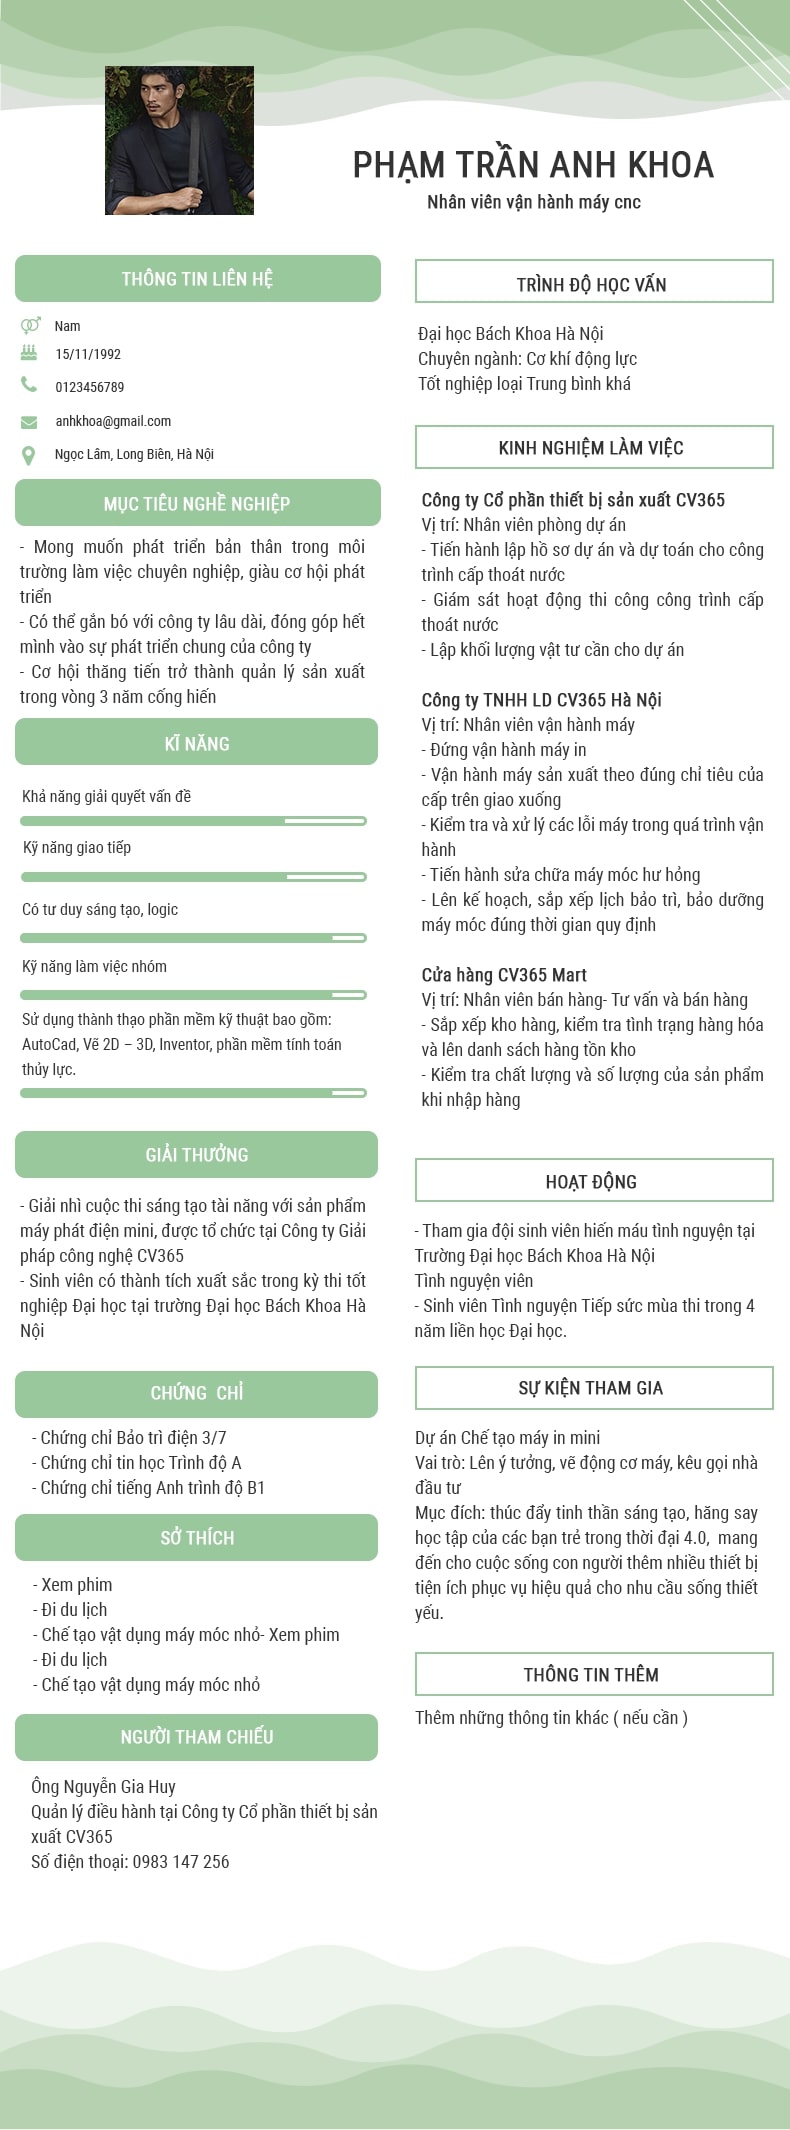 PHẠM TRẦN ANH KHOA
Nhân viên vận hành máy cnc
THÔNG TIN LIÊN HỆ
Nam
15/11/1992
0123456789
anhkhoa@gmail.com
Ngọc Lâm, Long Biên, Hà Nội
MỤC TIÊU NGHỀ NGHIỆP
- Mong muốn phát triển bản thân trong môi
trường làm việc chuyên nghiệp, giàu cơ hội phát
triển
- Có thể gắn bó với công ty lâu dài, đóng góp hết
mình vào sự phát triển chung của công ty
- Cơ hội thăng tiến trở thành quản lý sản xuất
trong vòng 3 năm cống hiến
KĨ NĂNG
Khả năng giải quyết vấn đề
Kỹ năng giao tiếp
Có tư duy sáng tạo, logic
Kỹ năng làm việc nhóm
Sử dụng thành thạo phần mềm kỹ thuật bao gồm:
AutoCad, Vẽ 2D – 3D, Inventor, phần mềm tính toán
thủy lực.
GIẢI THƯỞNG
- Giải nhì cuộc thi sáng tạo tài năng với sản phẩm
máy phát điện mini, được tổ chức tại Công ty Giải
pháp công nghệ CV365
- Sinh viên có thành tích xuất sắc trong kỳ thi tốt
nghiệp Đại học tại trường Đại học Bách Khoa Hà
Nội
CHỨNG CHỈ
- Chứng chỉ Bảo trì điện 3/7
- Chứng chỉ tin học Trình độ A
- Chứng chỉ tiếng Anh trình độ B1
SỞ THÍCH
- Xem phim
- Đi du lịch
- Chế tạo vật dụng máy móc nhỏ- Xem phim
- Đi du lịch
- Chế tạo vật dụng máy móc nhỏ
NGƯỜI THAM CHIẾU
Ông Nguyễn Gia Huy
Quản lý điều hành tại Công ty Cổ phần thiết bị sản
xuất CV365
Số điện thoại: 0983 147 256
TRÌNH ĐỘ HỌC VẤN
Đại học Bách Khoa Hà Nội
Chuyên ngành: Cơ khí động lực
Tốt nghiệp loại Trung bình khá
KINH NGHIỆM LÀM VIỆC
Công ty Cổ phần thiết bị sản xuất CV365
Vị trí: Nhân viên phòng dự án
- Tiến hành lập hồ sơ dự án và dự toán cho công
trình cấp thoát nước
- Giám sát hoạt động thi công công trình cấp
thoát nước
- Lập khối lượng vật tư cần cho dự án
Công ty TNHH LD CV365 Hà Nội
Vị trí: Nhân viên vận hành máy
- Đứng vận hành máy in
- Vận hành máy sản xuất theo đúng chỉ tiêu của
cấp trên giao xuống
- Kiểm tra và xử lý các lỗi máy trong quá trình vận
hành
- Tiến hành sửa chữa máy móc hư hỏng
- Lên kế hoạch, sắp xếp lịch bảo trì, bảo dưỡng
máy móc đúng thời gian quy định
Cửa hàng CV365 Mart
Vị trí: Nhân viên bán hàng- Tư vấn và bán hàng
- Sắp xếp kho hàng, kiểm tra tình trạng hàng hóa
và lên danh sách hàng tồn kho
- Kiểm tra chất lượng và số lượng của sản phẩm
khi nhập hàng
HOẠT ĐỘNG
- Tham gia đội sinh viên hiến máu tình nguyện tại
Trường Đại học Bách Khoa Hà Nội
Tình nguyện viên
- Sinh viên Tình nguyện Tiếp sức mùa thi trong 4
năm liền học Đại học.
SỰ KIỆN THAM GIA
Dự án Chế tạo máy in mini
Vai trò: Lên ý tưởng, vẽ động cơ máy, kêu gọi nhà
đầu tư
Mục đích: thúc đẩy tinh thần sáng tạo, hăng say
học tập của các bạn trẻ trong thời đại 4.0, mang
đến cho cuộc sống con người thêm nhiều thiết bị
tiện ích phục vụ hiệu quả cho nhu cầu sống thiết
yếu.
THÔNG TIN THÊM
Thêm những thông tin khác ( nếu cần )